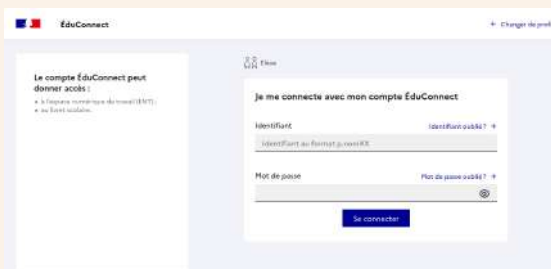 ÉduConnect
← Changer de profil
Le compte ÉduConnect peut
donner accès :
• à l'espace numérique de travail (ENT) ;
• au livret scolaire.
Élève
Je me connecte avec mon compte ÉduConnect
Identifiant
Identifiant oublié ? →
Identifiant au format p.nomXX
Mot de passe
Mot de passe oublié ? →
Se connecter